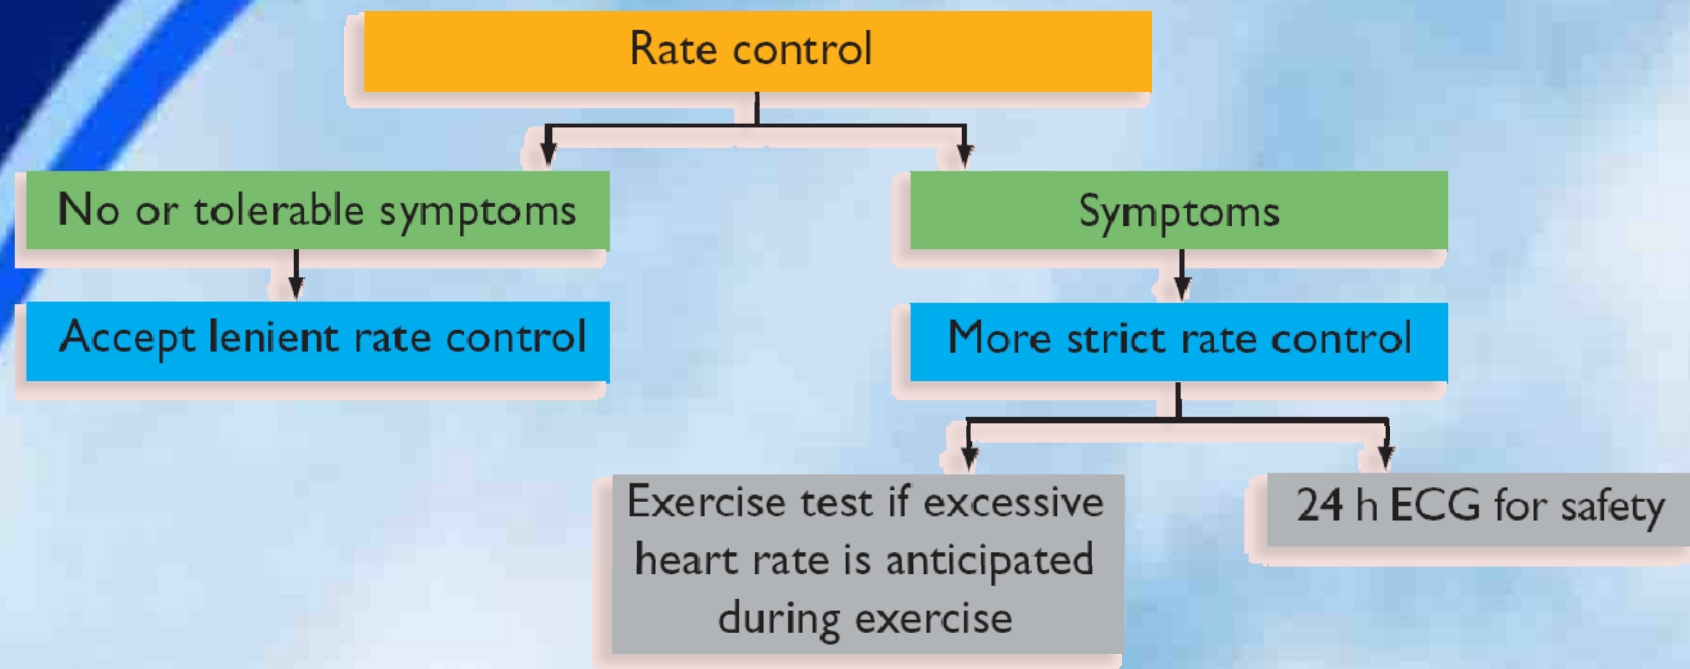 Rate control
No or tolerable symptoms
Symptoms
Accept lenient rate control
More strict rate control
Exercise test if excessive
heart rate is anticipated
during exercise
24 h ECG for safety